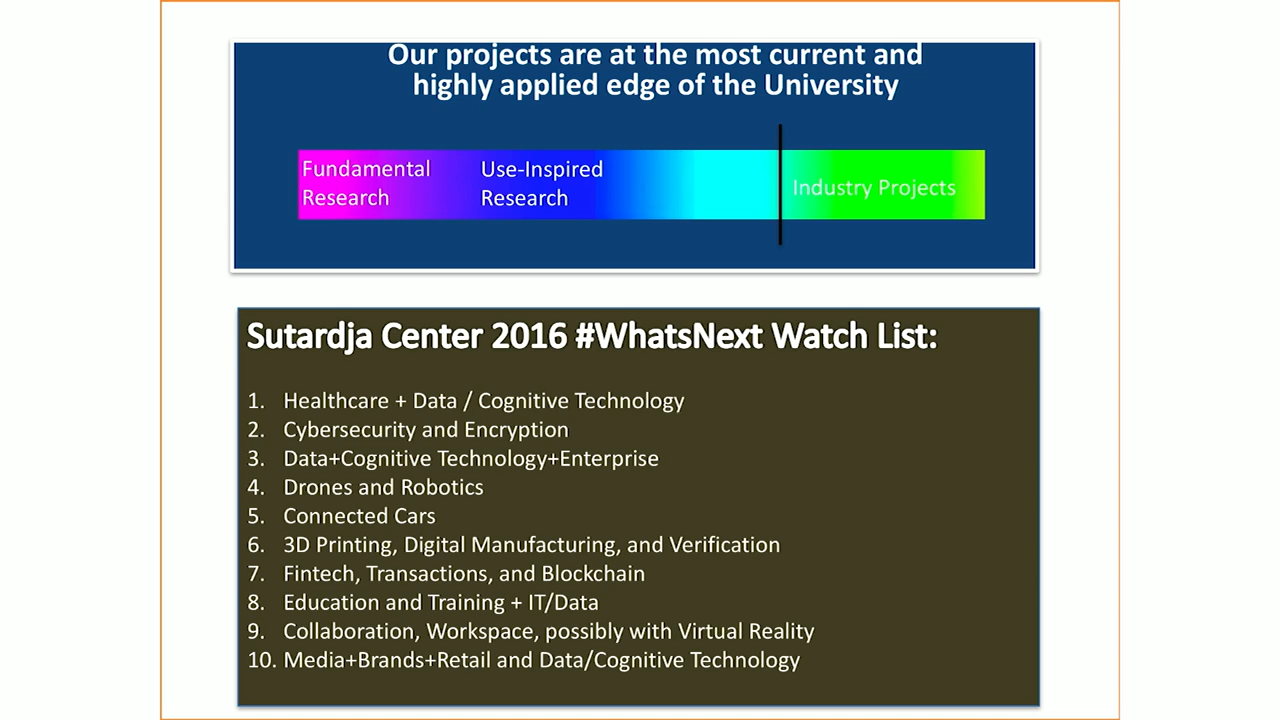 Our projects are at the most current and
highly applied edge of the University
Fundamental
Research
Use-Inspired
Research
Industry Projects
Sutardja Center 2016 #WhatsNext Watch List:
1. Healthcare + Data / Cognitive Technology
2. Cybersecurity and Encryption
3. Data+Cognitive Technology+Enterprise
4. Drones and Robotics
5. Connected Cars
6. 3D Printing, Digital Manufacturing, and Verification
7. Fintech, Transactions, and Blockchain
8. Education and Training + IT/Data
9. Collaboration, Workspace, possibly with Virtual Reality
10. Media+Brands+Retail and Data/Cognitive Technology